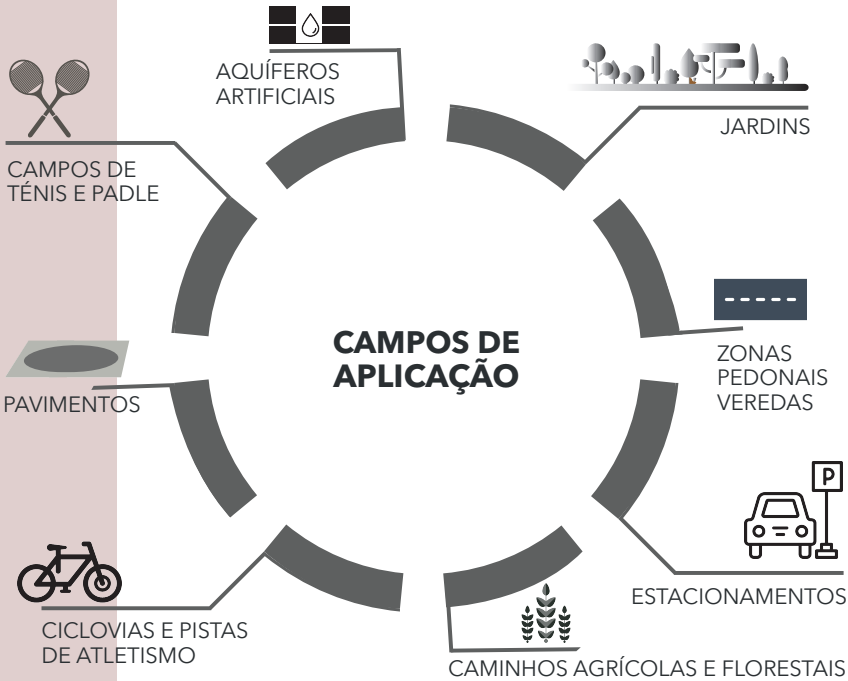 AQUÍFEROS
ARTIFICIAIS
JARDINS
CAMPOS DE
TÉNIS E PADLE
CAMPOS DE
APLICAÇÃO
ZONAS
PEDONAIS
VEREDAS
PAVIMENTOS
P
ESTACIONAMENTOS
CICLOVIAS E PISTAS
DE ATLETISMO
CAMINHOS AGRÍCOLAS E FLORESTAIS